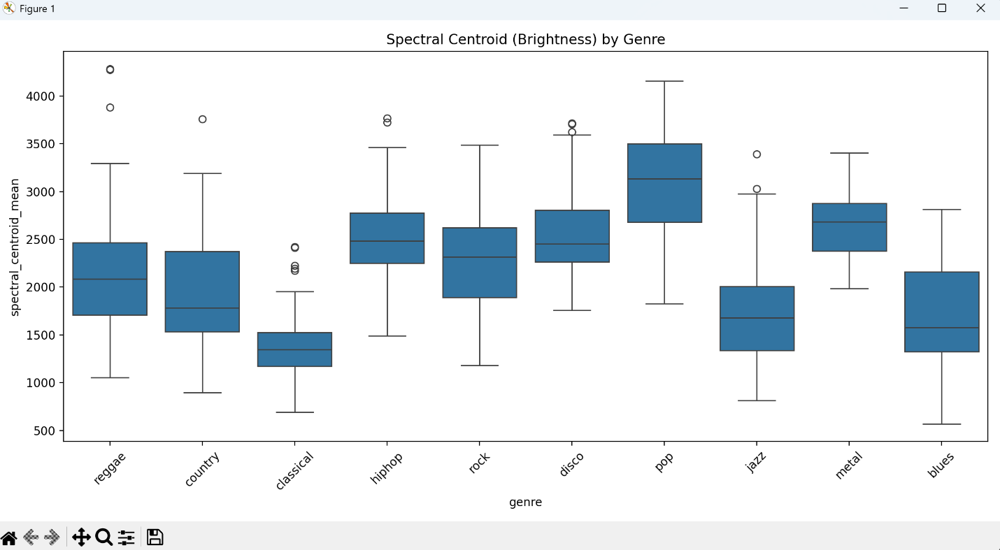 Figure 1
Spectral Centroid (Brightness) by Genre
4000
3500
3000
2500
2000
1500
1000
500
spectral_centroid_mean
reggae
country
classical
hiphop
rock
disco
pop
jazz
metal
blues
genre